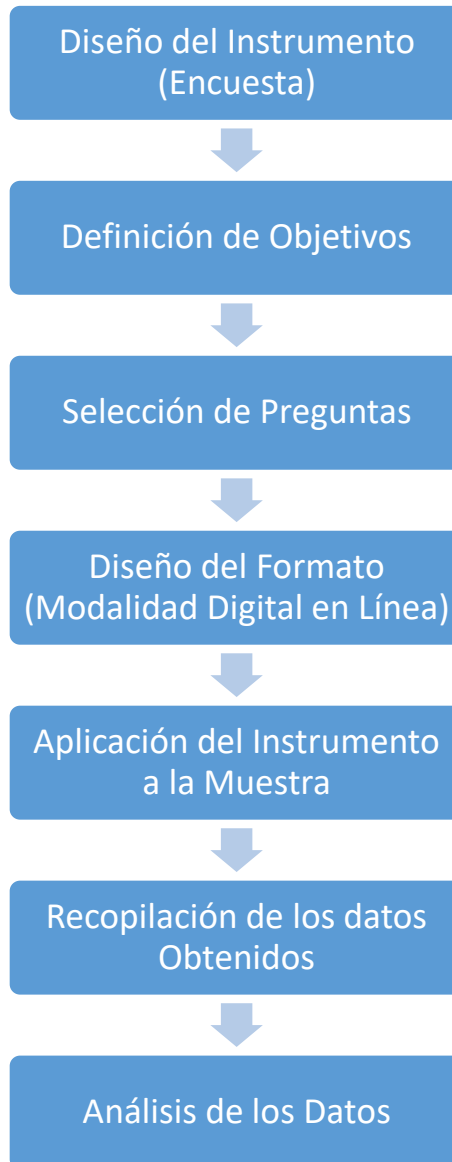 Diseño del Instrumento
(Encuesta)
Definición de Objetivos
Selección de Preguntas
Diseño del Formato
(Modalidad Digital en Línea)
Aplicación del Instrumento
a la Muestra
Recopilación de los datos
Obtenidos
Análisis de los Datos